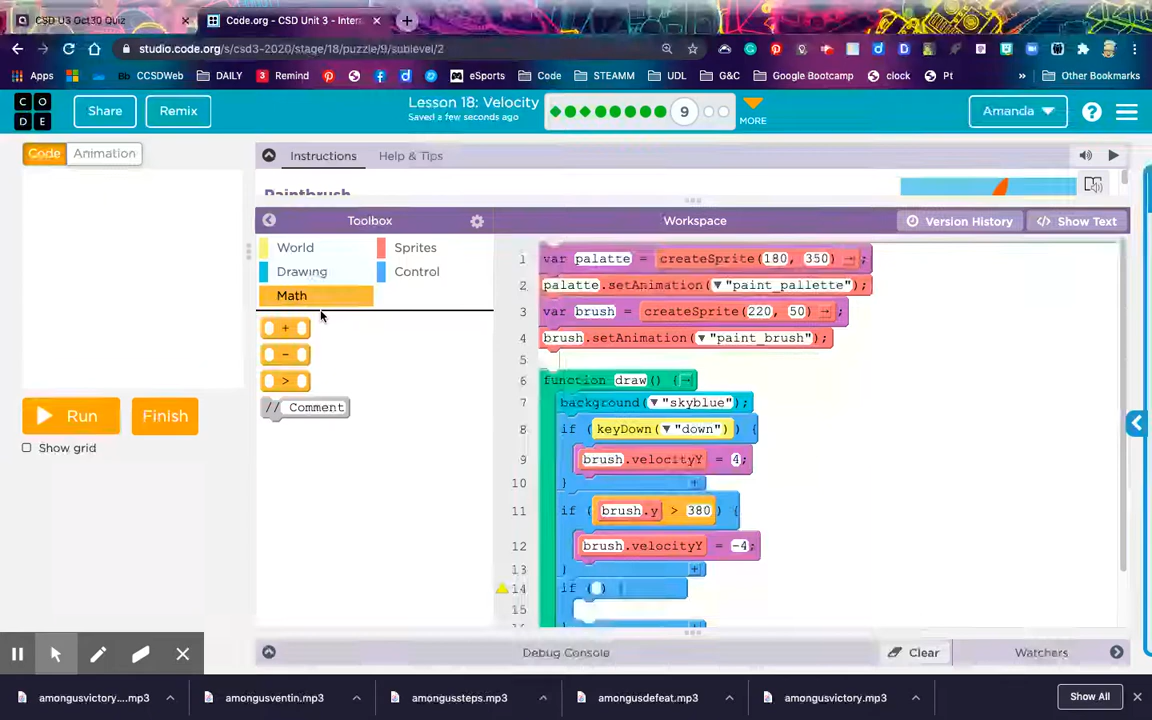 CSD U3 Oct30 Quiz
Code.org - CSD Unit 3 - Inter
studio.code.org/s/csd3-2020/stage/18/puzzle/9/sublevel/2
Apps
CCSDWeb
DAILY
Remind
Pt
eSports
Code
STEAMM
UDL
G&C
Google Bootcamp
clock
Pt
Other Bookmarks
C O
D E
Share
Remix
Lesson 18: Velocity
Saved a few seconds ago
9
MORE
Amanda
Code
Animation
Instructions
Help & Tips
Paintbrush
Toolbox
Workspace
Version History
</> Show Text
World
Sprites
Drawing
Control
Math
+
-
>
// Comment
1 var palatte = createSprite(180, 350);
2 palatte.setAnimation("paint_pallette");
3 var brush = createSprite(220, 50);
4 brush.setAnimation("paint_brush");
5
6 function draw() {
7 background("skyblue");
8 if (keyDown("down")) {
9 brush.velocityY = 4;
10 }
11 if (brush.y > 380) {
12 brush.velocityY = -4;
13 }
14 if ()
15
Run
Finish
Show grid
Debug Console
Clear
Watchers
amongusvictory....mp3
amongusventin.mp3
amongussteps.mp3
amongusdefeat.mp3
amongusvictory.mp3
Show All